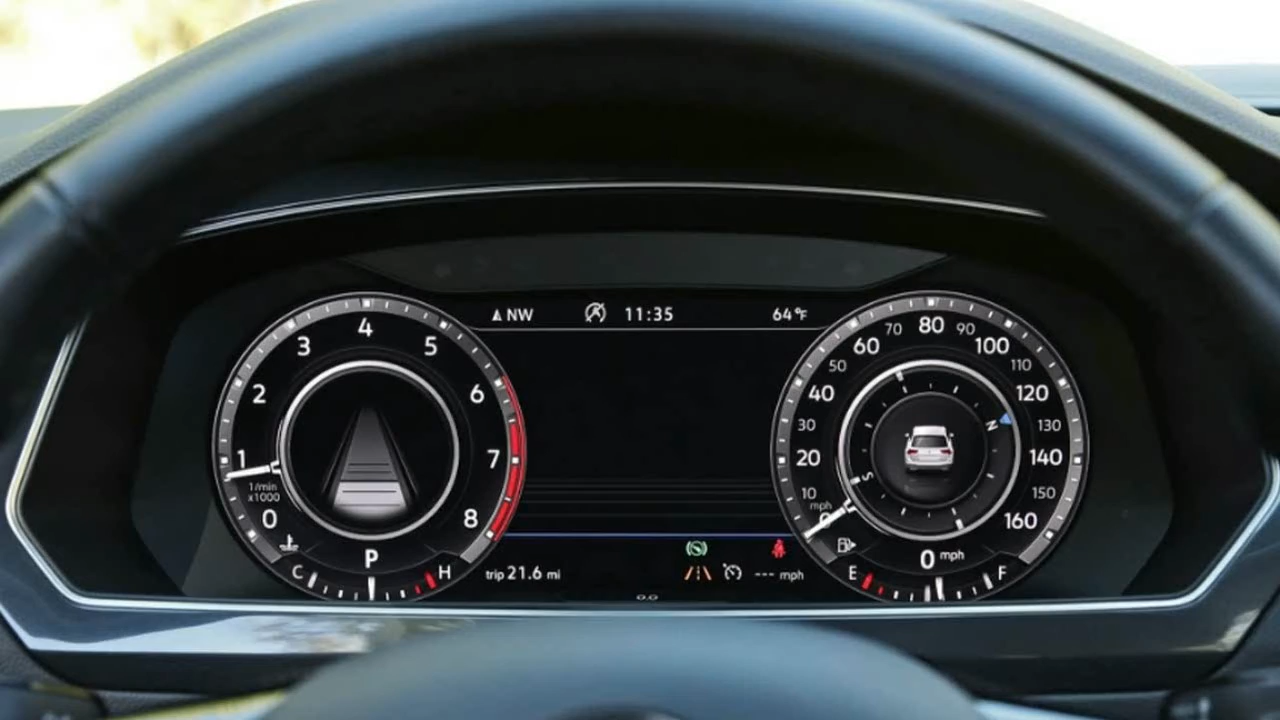 NW 11:35 64°F
1 2 3 4 5 6 7 8
1/min
x1000
0
P
C H
trip 21.6 mi
--- mph
0 10 20 30 40 50 60 70 80 90 100 110 120 130 140 150 160
mph
N
S
0 mph
E F